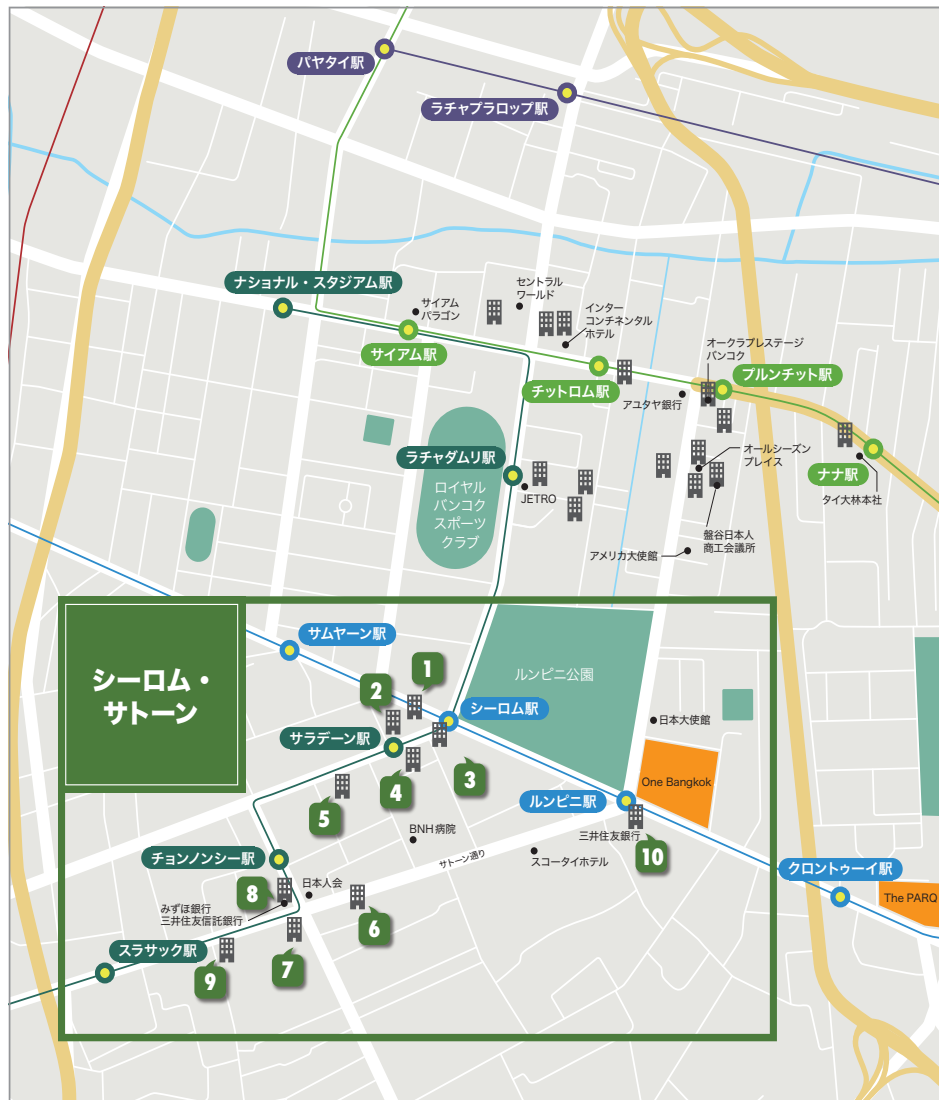 パヤタイ駅
ラチャプラロップ駅
ナショナル・スタジアム駅
サイアム
パラゴン
セントラル
ワールド
インター
コンチネンタル
ホテル
サイアム駅
オークラプレステージ
バンコク
チットロム駅
プルンチット駅
アユタヤ銀行
ラチャダムリ駅
オールシーズン
プレイス
ナナ駅
ロイヤル
バンコク
スポーツ
クラブ
JETRO
タイ大林本社
盤谷日本人
商工会議所
アメリカ大使館
シーロム・
サトーン
サムヤーン駅
1
2
ルンピニ公園
シーロム駅
日本大使館
サラデーン駅
3
4
One Bangkok
5
ルンピニ駅
BNH病院
三井住友銀行
10
サトーン通り
スコータイホテル
チョンノンシー駅
クロントゥーイ駅
8
日本人会
The PARQ
みずほ銀行
三井住友信託銀行
6
スラサック駅
7
9